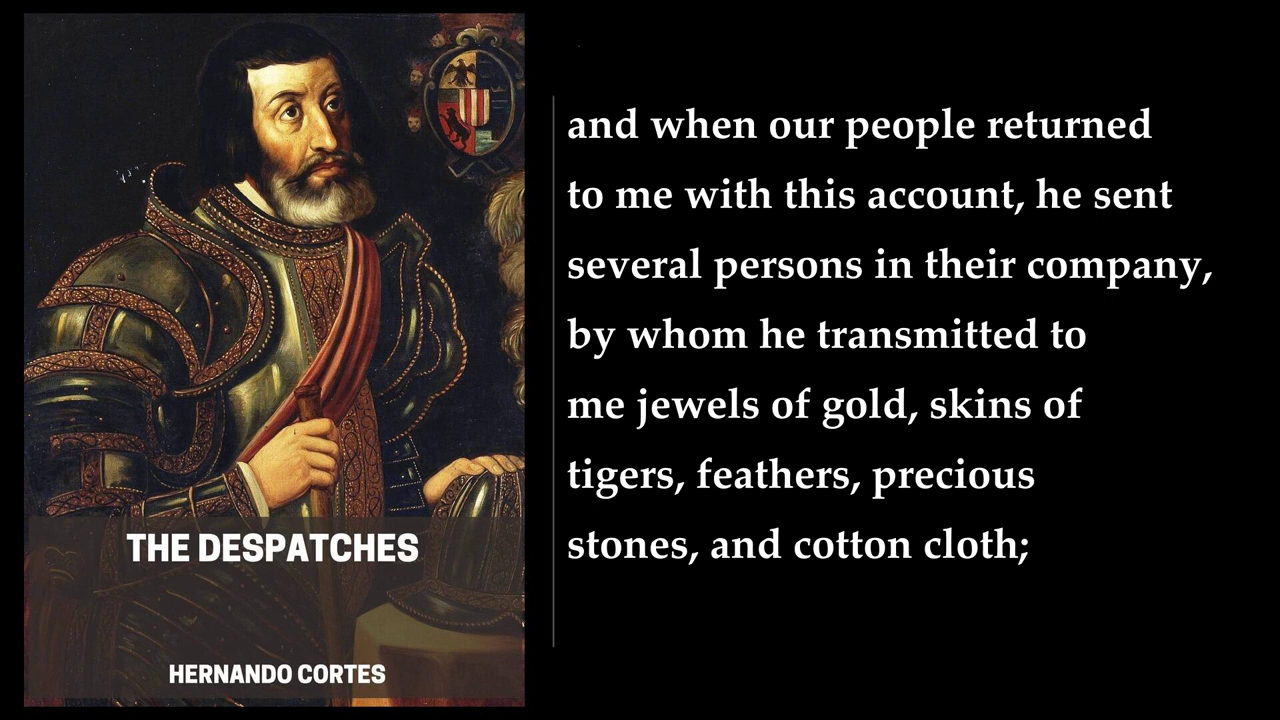 THE DESPATCHES
HERNANDO CORTES
and when our people returned
to me with this account, he sent
several persons in their company,
by whom he transmitted to
me jewels of gold, skins of
tigers, feathers, precious
stones, and cotton cloth;